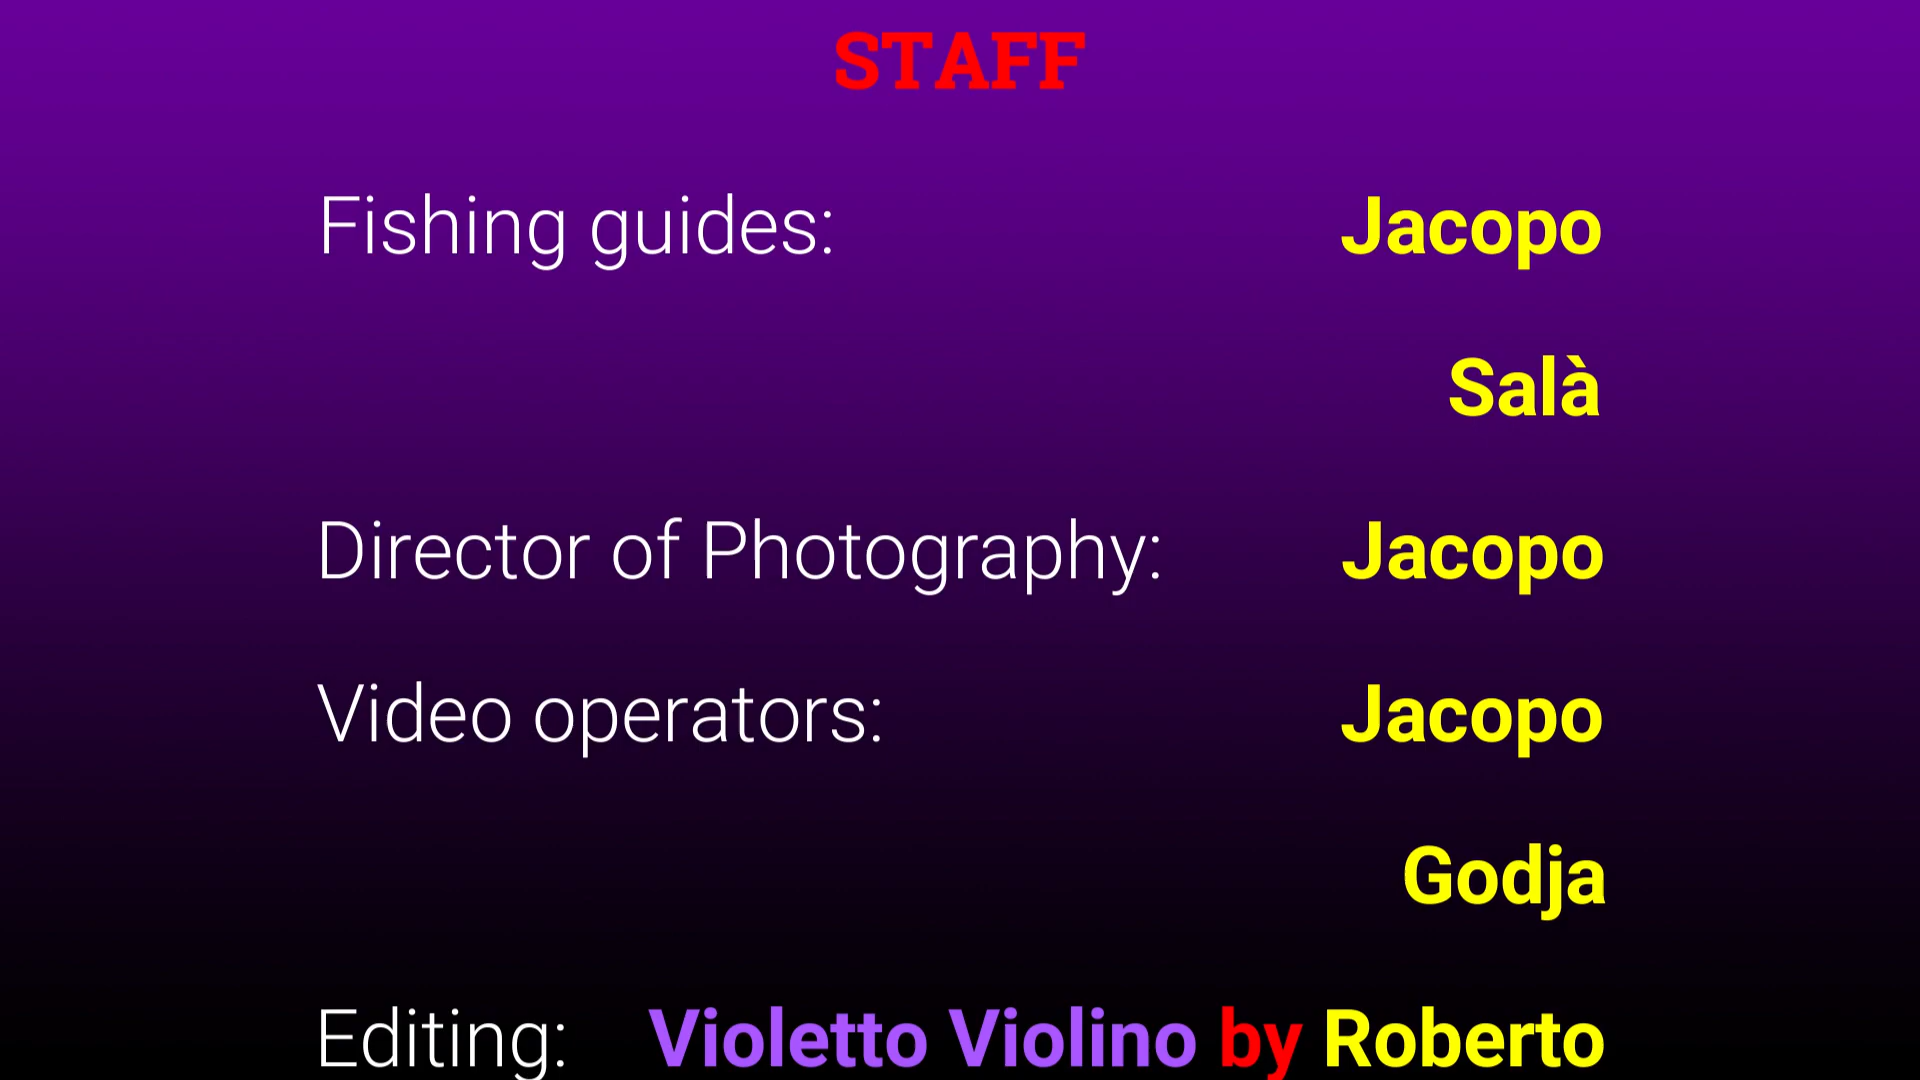 STAFF
Fishing guides: Jacopo
Salà
Director of Photography: Jacopo
Video operators: Jacopo
Godja
Editing: Violetto Violino by Roberto